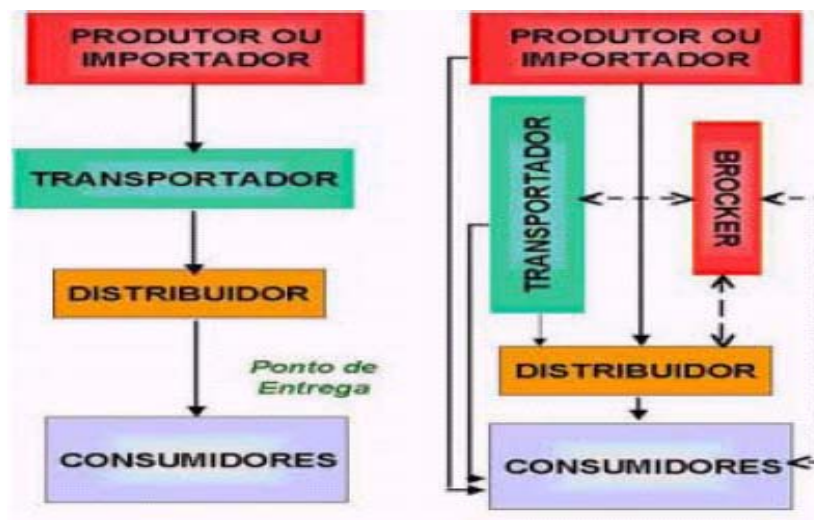 PRODUTOR OU
IMPORTADOR
TRANSPORTADOR
DISTRIBUIDOR
Ponto de
Entrega
CONSUMIDORES
PRODUTOR OU
IMPORTADOR
TRANSPORTADOR
BROCKER
DISTRIBUIDOR
CONSUMIDORES